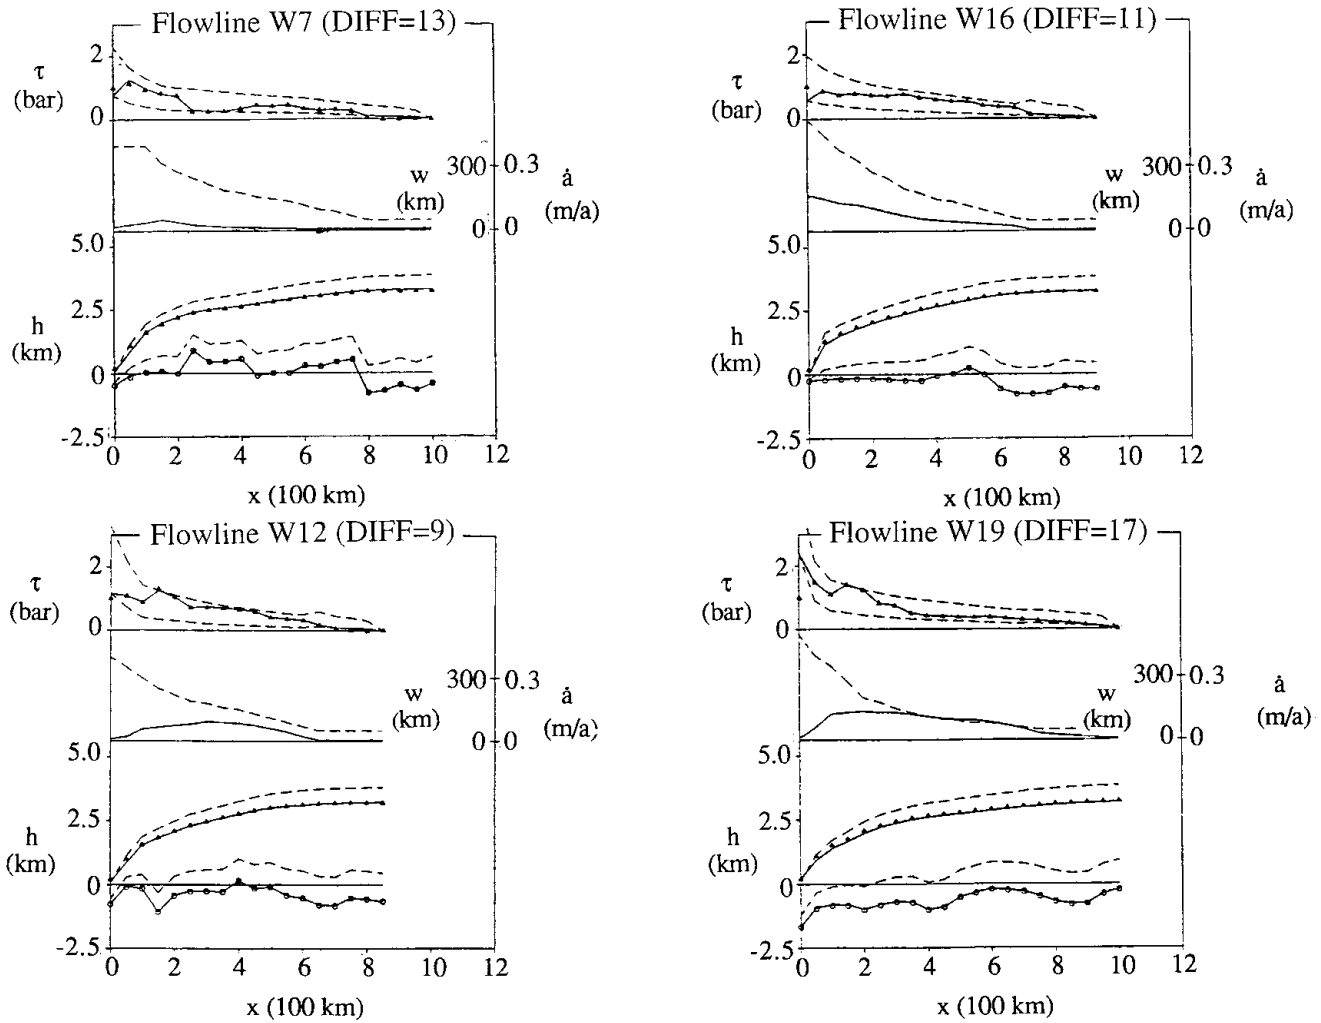 Flowline W7 (DIFF=13)
2
τ
(bar)
0
w 300 0.3 å
(km) (m/a)
0 0
5.0
2.5
h
(km)
0
-2.5
0 2 4 6 8 10 12
x (100 km)
Flowline W16 (DIFF=11)
2
τ
(bar)
0
w 300 0.3 å
(km) (m/a)
0 0
5.0
2.5
h
(km)
0
-2.5
0 2 4 6 8 10 12
x (100 km)
Flowline W12 (DIFF=9)
2
τ
(bar)
0
w 300 0.3 å
(km) (m/a)
0 0
5.0
2.5
h
(km)
0
-2.5
0 2 4 6 8 10 12
x (100 km)
Flowline W19 (DIFF=17)
2
τ
(bar)
0
w 300 0.3 å
(km) (m/a)
0 0
5.0
2.5
h
(km)
0
-2.5
0 2 4 6 8 10 12
x (100 km)